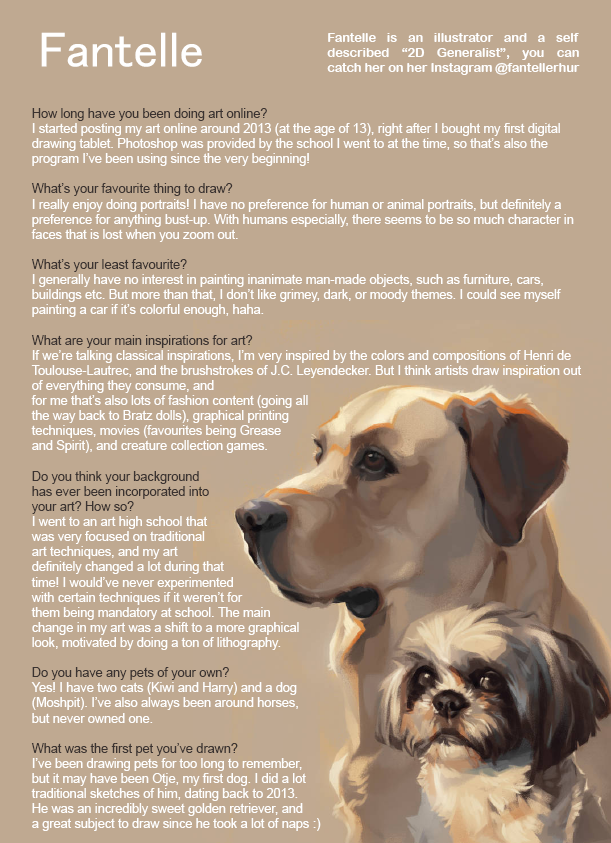 Fantelle
Fantelle is an illustrator and a self
described “2D Generalist”, you can
catch her on her Instagram @fantellerhur
How long have you been doing art online?
I started posting my art online around 2013 (at the age of 13), right after I bought my first digital
drawing tablet. Photoshop was provided by the school I went to at the time, so that’s also the
program I’ve been using since the very beginning!
What’s your favourite thing to draw?
I really enjoy doing portraits! I have no preference for human or animal portraits, but definitely a
preference for anything bust-up. With humans especially, there seems to be so much character in
faces that is lost when you zoom out.
What’s your least favourite?
I generally have no interest in painting inanimate man-made objects, such as furniture, cars,
buildings etc. But more than that, I don’t like grimey, dark, or moody themes. I could see myself
painting a car if it’s colorful enough, haha.
What are your main inspirations for art?
If we’re talking classical inspirations, I’m very inspired by the colors and compositions of Henri de
Toulouse-Lautrec, and the brushstrokes of J.C. Leyendecker. But I think artists draw inspiration out
of everything they consume, and
for me that’s also lots of fashion content (going all
the way back to Bratz dolls), graphical printing
techniques, movies (favourites being Grease
and Spirit), and creature collection games.
Do you think your background
has ever been incorporated into
your art? How so?
I went to an art high school that
was very focused on traditional
art techniques, and my art
definitely changed a lot during that
time! I would’ve never experimented
with certain techniques if it weren’t for
them being mandatory at school. The main
change in my art was a shift to a more graphical
look, motivated by doing a ton of lithography.
Do you have any pets of your own?
Yes! I have two cats (Kiwi and Harry) and a dog
(Moshpit). I’ve also always been around horses,
but never owned one.
What was the first pet you’ve drawn?
I’ve been drawing pets for too long to remember,
but it may have been Otje, my first dog. I did a lot
traditional sketches of him, dating back to 2013.
He was an incredibly sweet golden retriever, and
a great subject to draw since he took a lot of naps :)